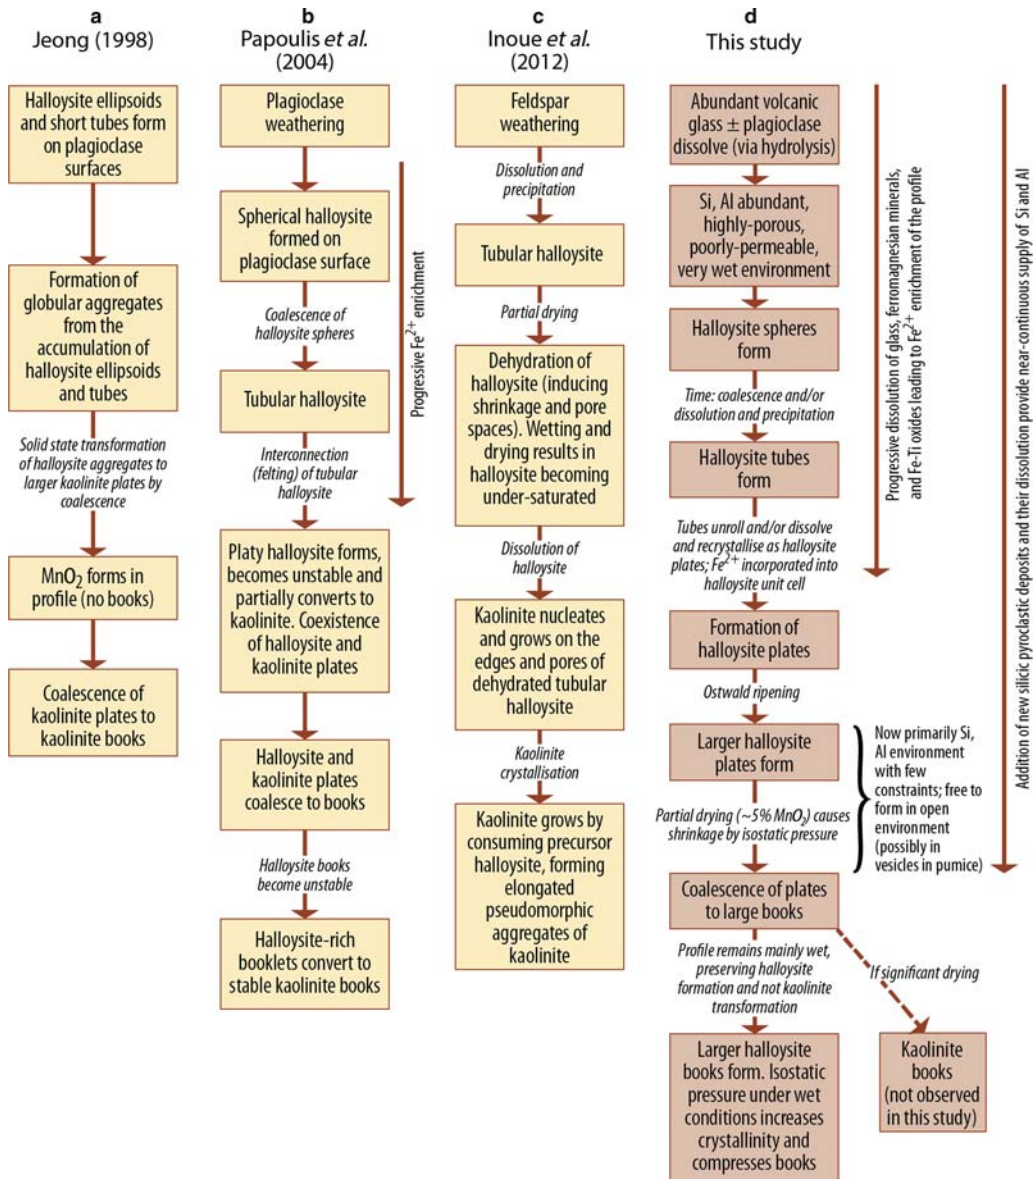 a
Jeong (1998)
Halloysite ellipsoids
and short tubes form
on plagioclase
surfaces
Formation of
globular aggregates
from the
accumulation of
halloysite ellipsoids
and tubes
Solid state transformation
of halloysite aggregates to
larger kaolinite plates by
coalescence
MnO₂ forms in
profile (no books)
Coalescence of
kaolinite plates to
kaolinite books
b
Papoulis et al.
(2004)
Plagioclase
weathering
Spherical halloysite
formed on
plagioclase surface
Coalescence of
halloysite spheres
Tubular halloysite
Interconnection
(felting) of tubular
halloysite
Platy halloysite forms,
becomes unstable and
partially converts to
kaolinite. Coexistence
of halloysite and
kaolinite plates
Halloysite and
kaolinite plates
coalesce to books
Halloysite books
become unstable
Halloysite-rich
booklets convert to
stable kaolinite books
Progressive Fe²⁺ enrichment
c
Inoue et al.
(2012)
Feldspar
weathering
Dissolution and
precipitation
Tubular halloysite
Partial drying
Dehydration of
halloysite (inducing
shrinkage and pore
spaces). Wetting and
drying results in
halloysite becoming
under-saturated
Dissolution of
halloysite
Kaolinite nucleates
and grows on the
edges and pores of
dehydrated tubular
halloysite
Kaolinite
crystallisation
Kaolinite grows by
consuming precursor
halloysite, forming
elongated
pseudomorphic
aggregates of
kaolinite
d
This study
Abundant volcanic
glass ± plagioclase
dissolve (via hydrolysis)
Si, Al abundant,
highly-porous,
poorly-permeable,
very wet environment
Halloysite spheres
form
Time: coalescence and/or
dissolution and precipitation
Halloysite tubes
form
Tubes unroll and/or dissolve
and recrystallise as halloysite
plates; Fe²⁺ incorporated into
halloysite unit cell
Formation of
halloysite plates
Ostwald ripening
Larger halloysite
plates form
Partial drying (~5% MnO₂) causes
shrinkage by isostatic pressure
Coalescence of plates
to large books
Profile remains mainly wet,
preserving halloysite
formation and not kaolinite
transformation
Larger halloysite
books form. Isostatic
pressure under wet
conditions increases
crystallinity and
compresses books
If significant drying
Kaolinite
books
(not observed
in this study)
Now primarily Si,
Al environment
with few
constraints; free to
form in open
environment
(possibly in
vesicles in pumice)
Progressive dissolution of glass, ferromagnesian minerals,
and Fe-Ti oxides leading to Fe²⁺ enrichment of the profile
Addition of new silicic pyroclastic deposits and their dissolution provide near-continuous supply of Si and Al